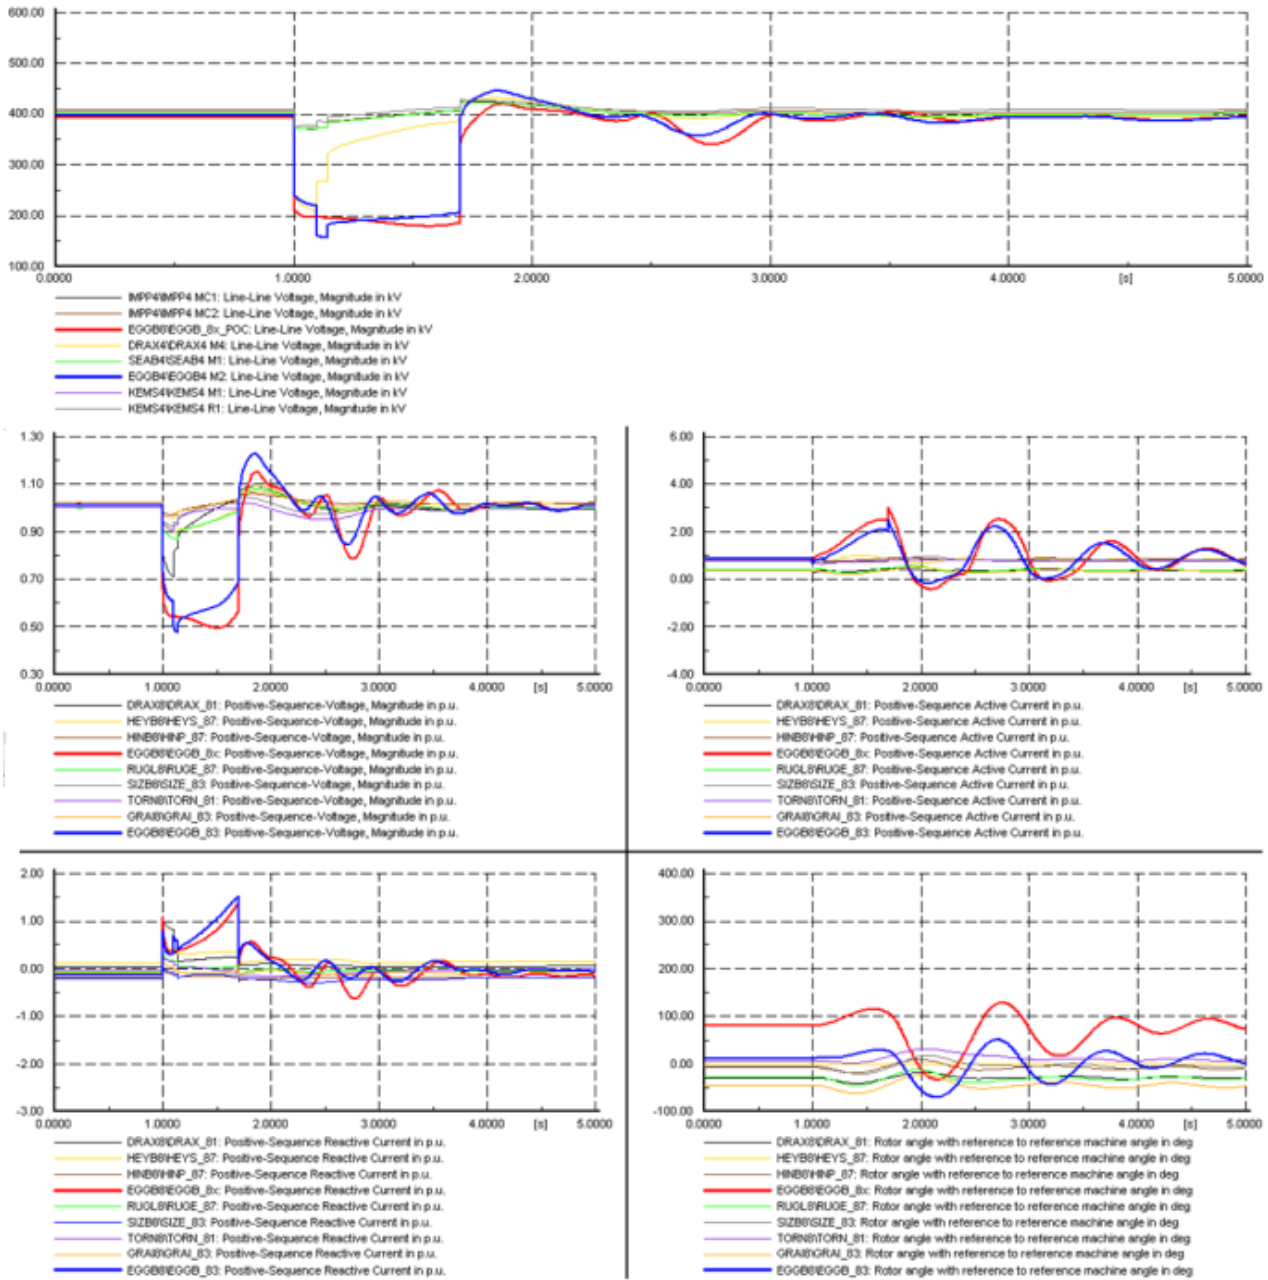 600.00
500.00
400.00
300.00
200.00
100.00
0.0000 1.0000 2.0000 3.0000 4.0000 [s] 5.0000
IMPP4\IMPP4 MC1: Line-Line Voltage, Magnitude in kV
IMPP4\IMPP4 MC2: Line-Line Voltage, Magnitude in kV
EGGB8\EGGB_8x_POC: Line-Line Voltage, Magnitude in kV
DRAX4\DRAX4 M4: Line-Line Voltage, Magnitude in kV
SEAB4\SEAB4 M1: Line-Line Voltage, Magnitude in kV
EGGB4\EGGB4 M2: Line-Line Voltage, Magnitude in kV
KEMS4\KEMS4 M1: Line-Line Voltage, Magnitude in kV
KEMS4\KEMS4 R1: Line-Line Voltage, Magnitude in kV
1.30
1.10
0.90
0.70
0.50
0.30
0.0000 1.0000 2.0000 3.0000 4.0000 [s] 5.0000
DRAX8\DRAX_81: Positive-Sequence-Voltage, Magnitude in p.u.
HEYB8\HEYS_87: Positive-Sequence-Voltage, Magnitude in p.u.
HINB8\HINP_87: Positive-Sequence-Voltage, Magnitude in p.u.
EGGB8\EGGB_8x: Positive-Sequence-Voltage, Magnitude in p.u.
RUGL8\RUGE_87: Positive-Sequence-Voltage, Magnitude in p.u.
SIZB8\SIZE_83: Positive-Sequence-Voltage, Magnitude in p.u.
TORN8\TORN_81: Positive-Sequence-Voltage, Magnitude in p.u.
GRAI8\GRAI_83: Positive-Sequence-Voltage, Magnitude in p.u.
EGGB8\EGGB_83: Positive-Sequence-Voltage, Magnitude in p.u.
6.00
4.00
2.00
0.00
-2.00
-4.00
0.0000 1.0000 2.0000 3.0000 4.0000 [s] 5.0000
DRAX8\DRAX_81: Positive-Sequence Active Current in p.u.
HEYB8\HEYS_87: Positive-Sequence Active Current in p.u.
HINB8\HINP_87: Positive-Sequence Active Current in p.u.
EGGB8\EGGB_8x: Positive-Sequence Active Current in p.u.
RUGL8\RUGE_87: Positive-Sequence Active Current in p.u.
SIZB8\SIZE_83: Positive-Sequence Active Current in p.u.
TORN8\TORN_81: Positive-Sequence Active Current in p.u.
GRAI8\GRAI_83: Positive-Sequence Active Current in p.u.
EGGB8\EGGB_83: Positive-Sequence Active Current in p.u.
2.00
1.00
0.00
-1.00
-2.00
-3.00
0.0000 1.0000 2.0000 3.0000 4.0000 [s] 5.0000
DRAX8\DRAX_81: Positive-Sequence Reactive Current in p.u.
HEYB8\HEYS_87: Positive-Sequence Reactive Current in p.u.
HINB8\HINP_87: Positive-Sequence Reactive Current in p.u.
EGGB8\EGGB_8x: Positive-Sequence Reactive Current in p.u.
RUGL8\RUGE_87: Positive-Sequence Reactive Current in p.u.
SIZB8\SIZE_83: Positive-Sequence Reactive Current in p.u.
TORN8\TORN_81: Positive-Sequence Reactive Current in p.u.
GRAI8\GRAI_83: Positive-Sequence Reactive Current in p.u.
EGGB8\EGGB_83: Positive-Sequence Reactive Current in p.u.
400.00
300.00
200.00
100.00
0.00
-100.00
0.0000 1.0000 2.0000 3.0000 4.0000 [s] 5.0000
DRAX8\DRAX_81: Rotor angle with reference to reference machine angle in deg
HEYB8\HEYS_87: Rotor angle with reference to reference machine angle in deg
HINB8\HINP_87: Rotor angle with reference to reference machine angle in deg
EGGB8\EGGB_8x: Rotor angle with reference to reference machine angle in deg
RUGL8\RUGE_87: Rotor angle with reference to reference machine angle in deg
SIZB8\SIZE_83: Rotor angle with reference to reference machine angle in deg
TORN8\TORN_81: Rotor angle with reference to reference machine angle in deg
GRAI8\GRAI_83: Rotor angle with reference to reference machine angle in deg
EGGB8\EGGB_83: Rotor angle with reference to reference machine angle in deg